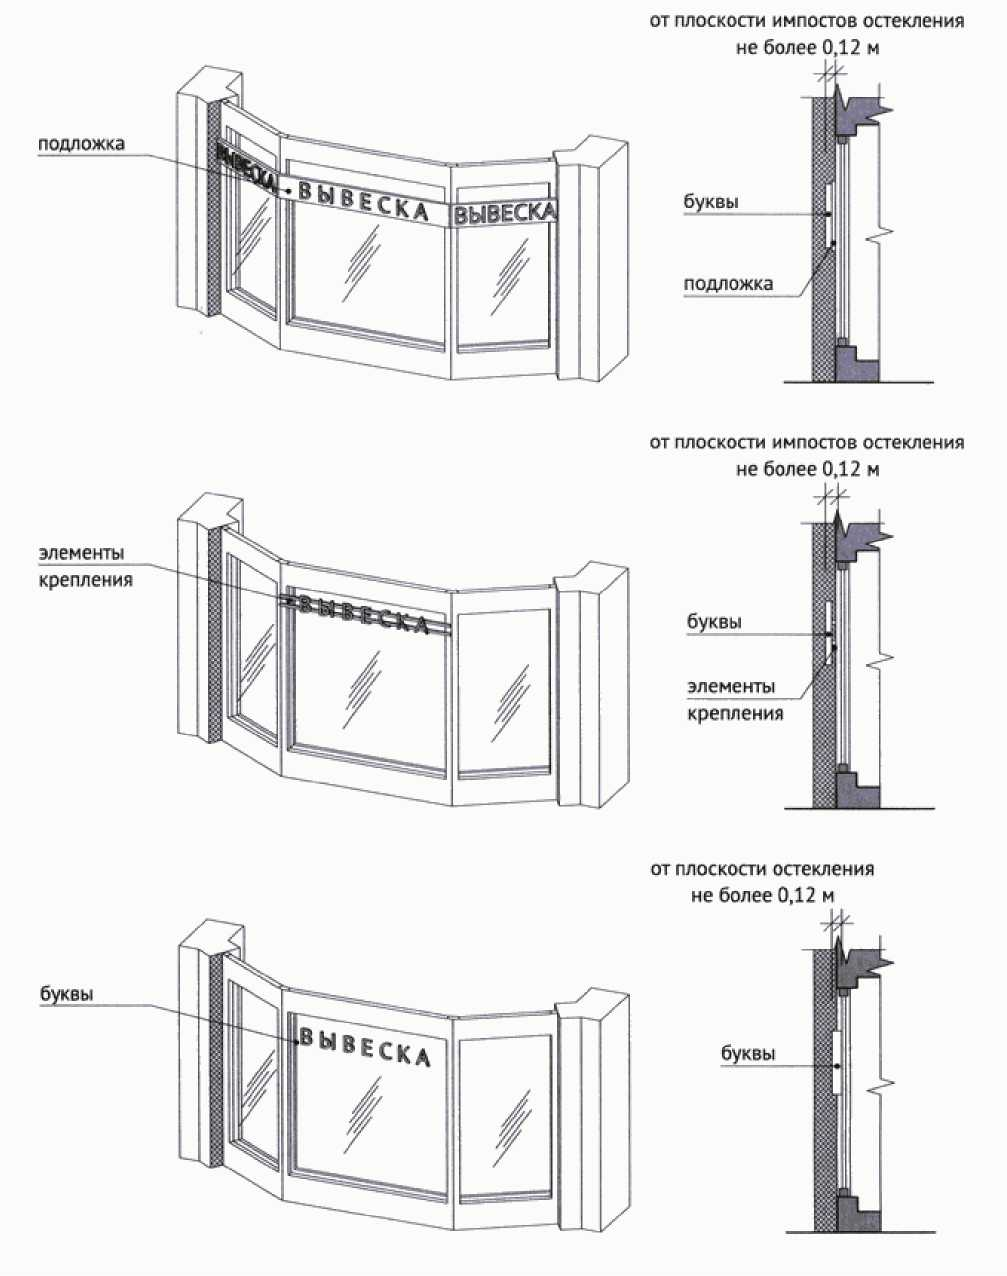 от плоскости импостов остекления
не более 0,12 м
подложка
ВЫВЕСКА
ВЫВЕСКА
ВЫВЕСКА
буквы
подложка
от плоскости импостов остекления
не более 0,12 м
элементы
крепления
ВЫВЕСКА
буквы
элементы
крепления
от плоскости остекления
не более 0,12 м
буквы
ВЫВЕСКА
буквы